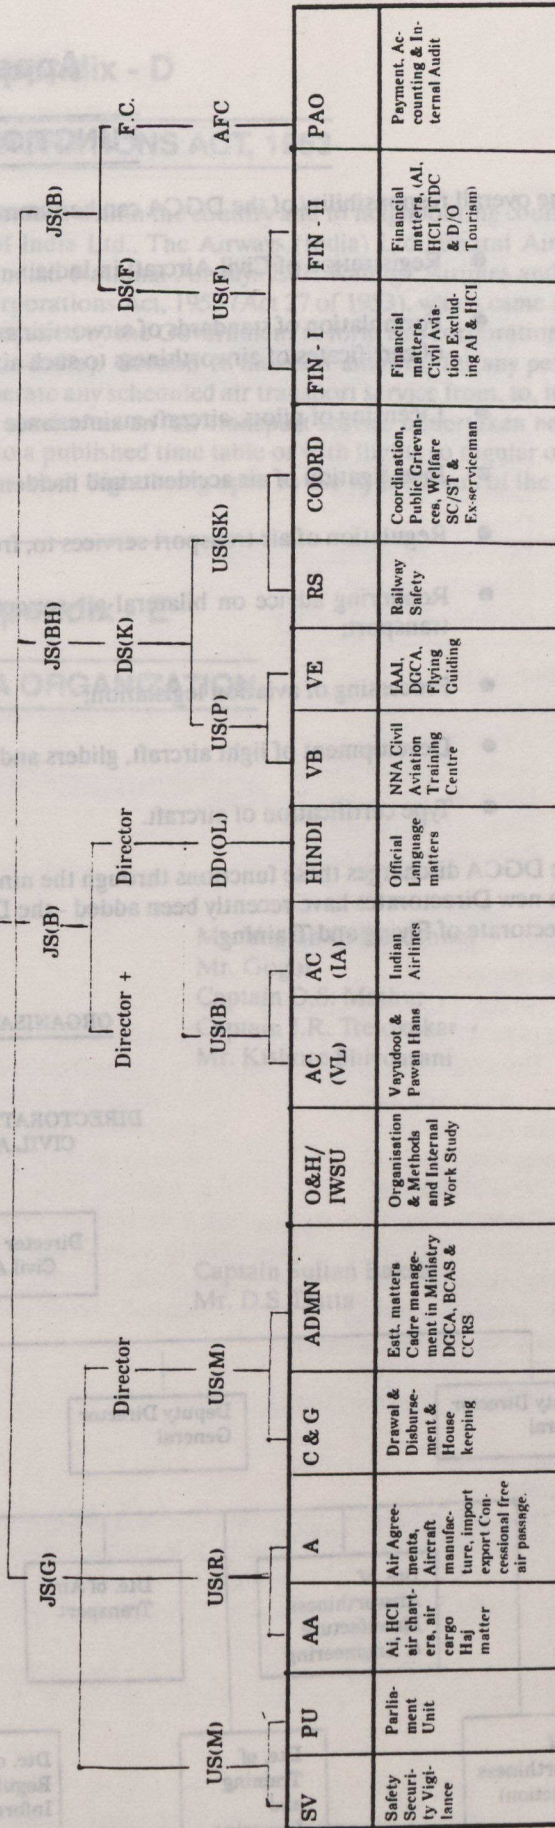 JS(G)
JS(B)
JS(BH)
JS(B)
Director
Director +
Director
DS(K)
DS(F)
F.C.
US(M)
US(R)
US(M)
US(B)
DD(OL)
US(P)
US(SK)
US(F)
AFC
SV
PU
AA
A
C & G
ADMN
O&H/
IWSU
AC
(VA)
AC
(IA)
HINDI
VB
VE
RS
COORD
FIN - I
FIN - II
PAO
Safety
Securi-
ty Vigi-
lance
Parlia-
ment
Unit
Ai, HCI
air chart-
ers, air
cargo
Haj
matter
Air Agree-
ments,
Aircraft
manufac-
ture, import
export Con-
cessional free
air passage.
Drawal &
Disburse-
ment &
House
keeping
Estt. matters
Cadre manage-
ment in Ministry
DGCA, BCAS &
CCRS
Organisation
& Methods
and Internal
Work Study
Vayudoot &
Pawan Hans
Indian
Airlines
Official
Language
matters
NNA Civil
Aviation
Training
Centre
IAAI,
DGCA,
Flying
Guiding
Railway
Safety
Coordination,
Public Grievan-
ces, Welfare
SC/ST &
Ex-serviceman
Financial
matters,
Civil Avia-
tion Exclud-
ing AI & HCI
Financial
matters (AI,
HCI, ITDC
& D/O
Tourism)
Payment, Ac-
counting & In-
ternal Audit